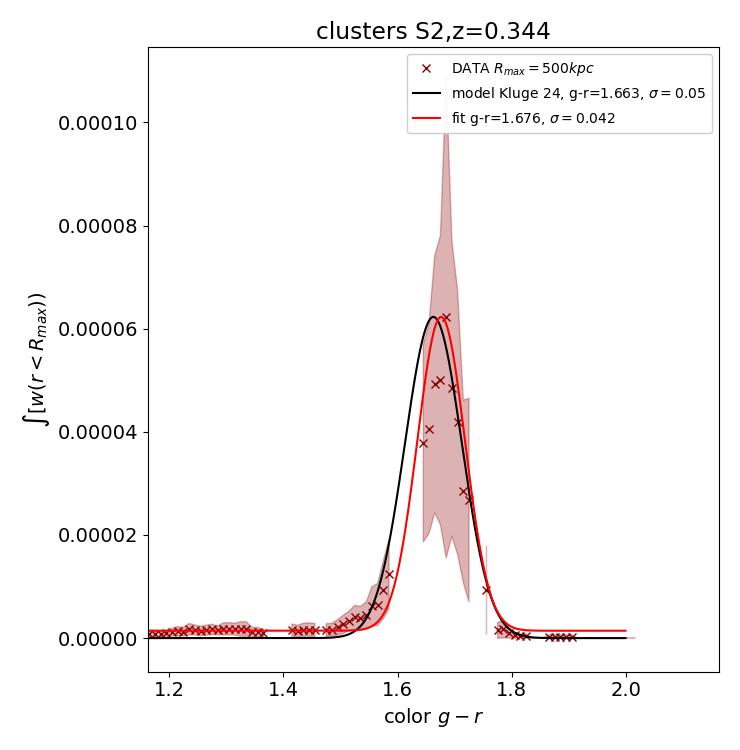 clusters S2,z=0.344
DATA $R_{max}=500kpc$
model Kluge 24, g-r=1.663, $\sigma=0.05$
fit g-r=1.676, $\sigma=0.042$
0.00010
0.00008
0.00006
0.00004
0.00002
0.00000
$\int[w(r<R_{max}))$
1.2 1.4 1.6 1.8 2.0
color $g-r$